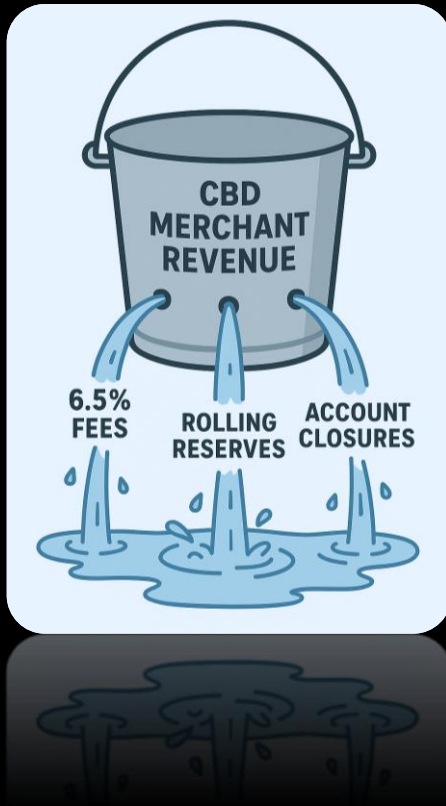 CBD
MERCHANT
REVENUE
6.5%
FEES
ROLLING
RESERVES
ACCOUNT
CLOSURES